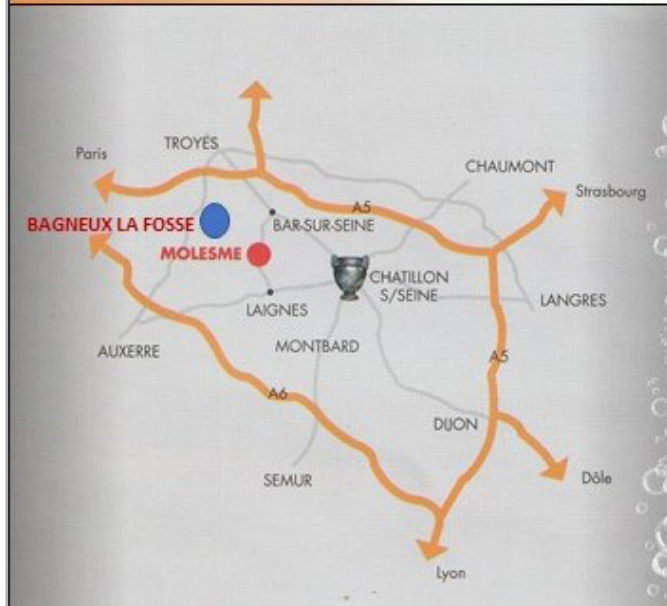 TROYES
Paris
CHAUMONT
Strasbourg
A5
BAGNEUX LA FOSSE
BAR-SUR-SEINE
MOLESME
CHATILLON
S/SEINE
LAIGNES
LANGRES
AUXERRE
MONTBARD
A5
A6
DIJON
SEMUR
Dôle
Lyon